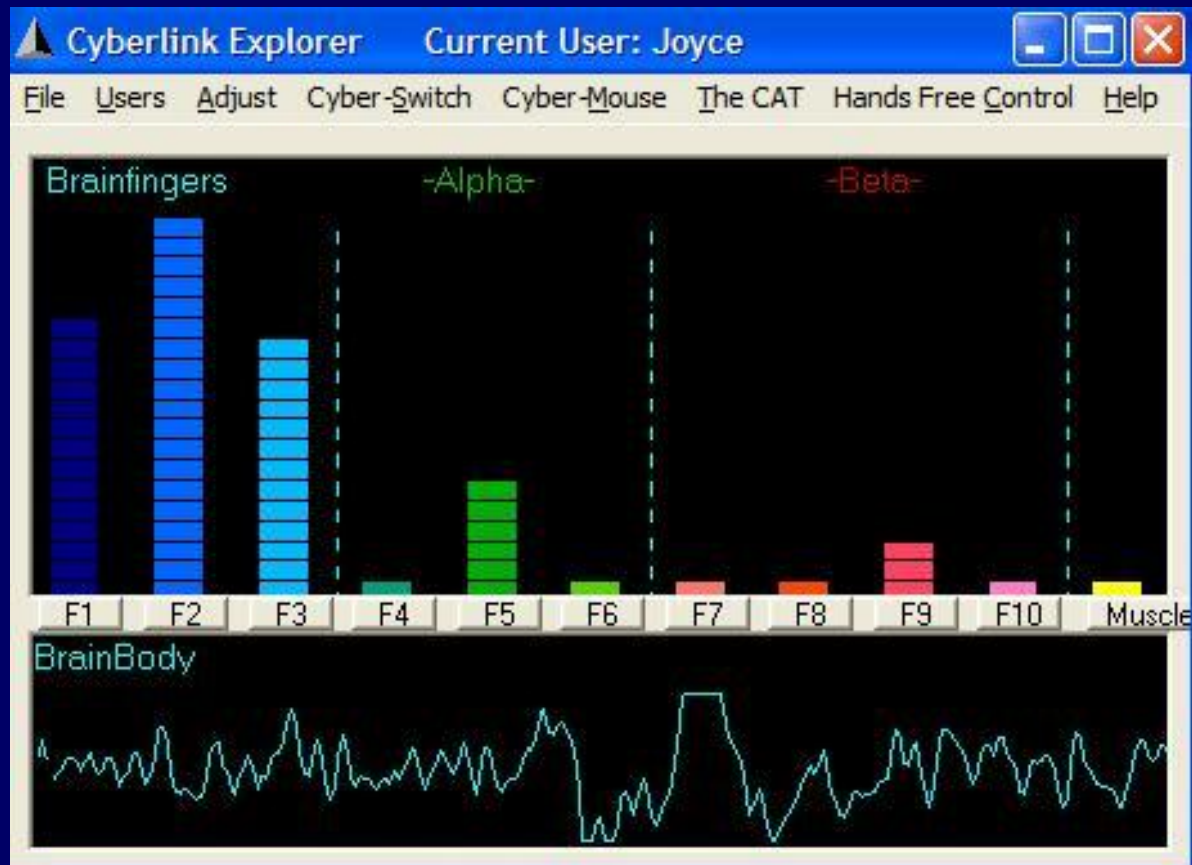 Cyberlink Explorer Current User: Joyce
File Users Adjust Cyber-Switch Cyber-Mouse The CAT Hands Free Control Help
Brainfingers -Alpha- -Beta-
F1 F2 F3 F4 F5 F6 F7 F8 F9 F10 Muscle
BrainBody